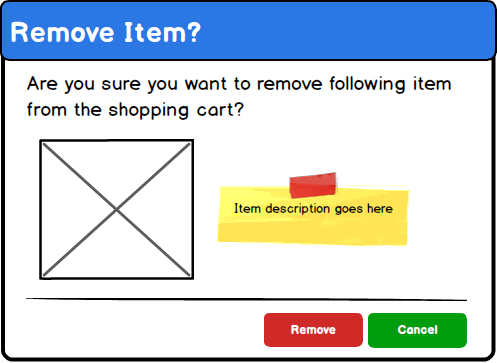 Remove Item?
Are you sure you want to remove following item
from the shopping cart?
Item description goes here
Remove
Cancel